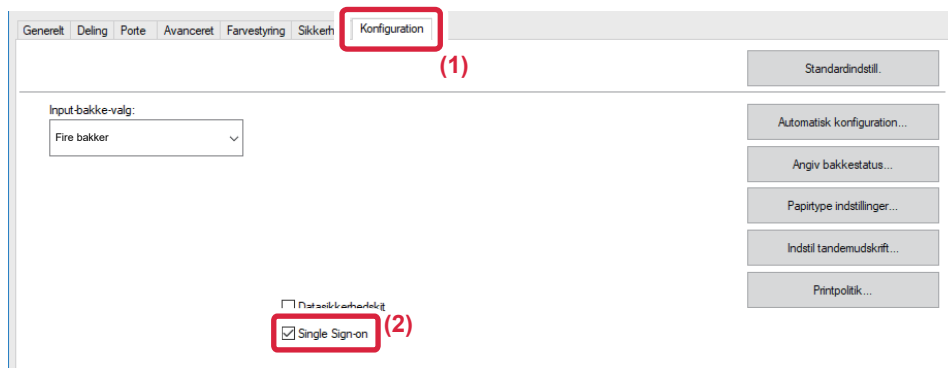 Generelt Deling Porte Avanceret Farvestyring Sikkerh Konfiguration
(1)
Standardindstill.
Input-bakke-valg:
Fire bakker
Automatisk konfiguration...
Angiv bakkestatus...
Papirtype indstillinger...
Indstil tandemudskrift...
Printpolitik...
Datasikkerhedskit
Single Sign-on
(2)